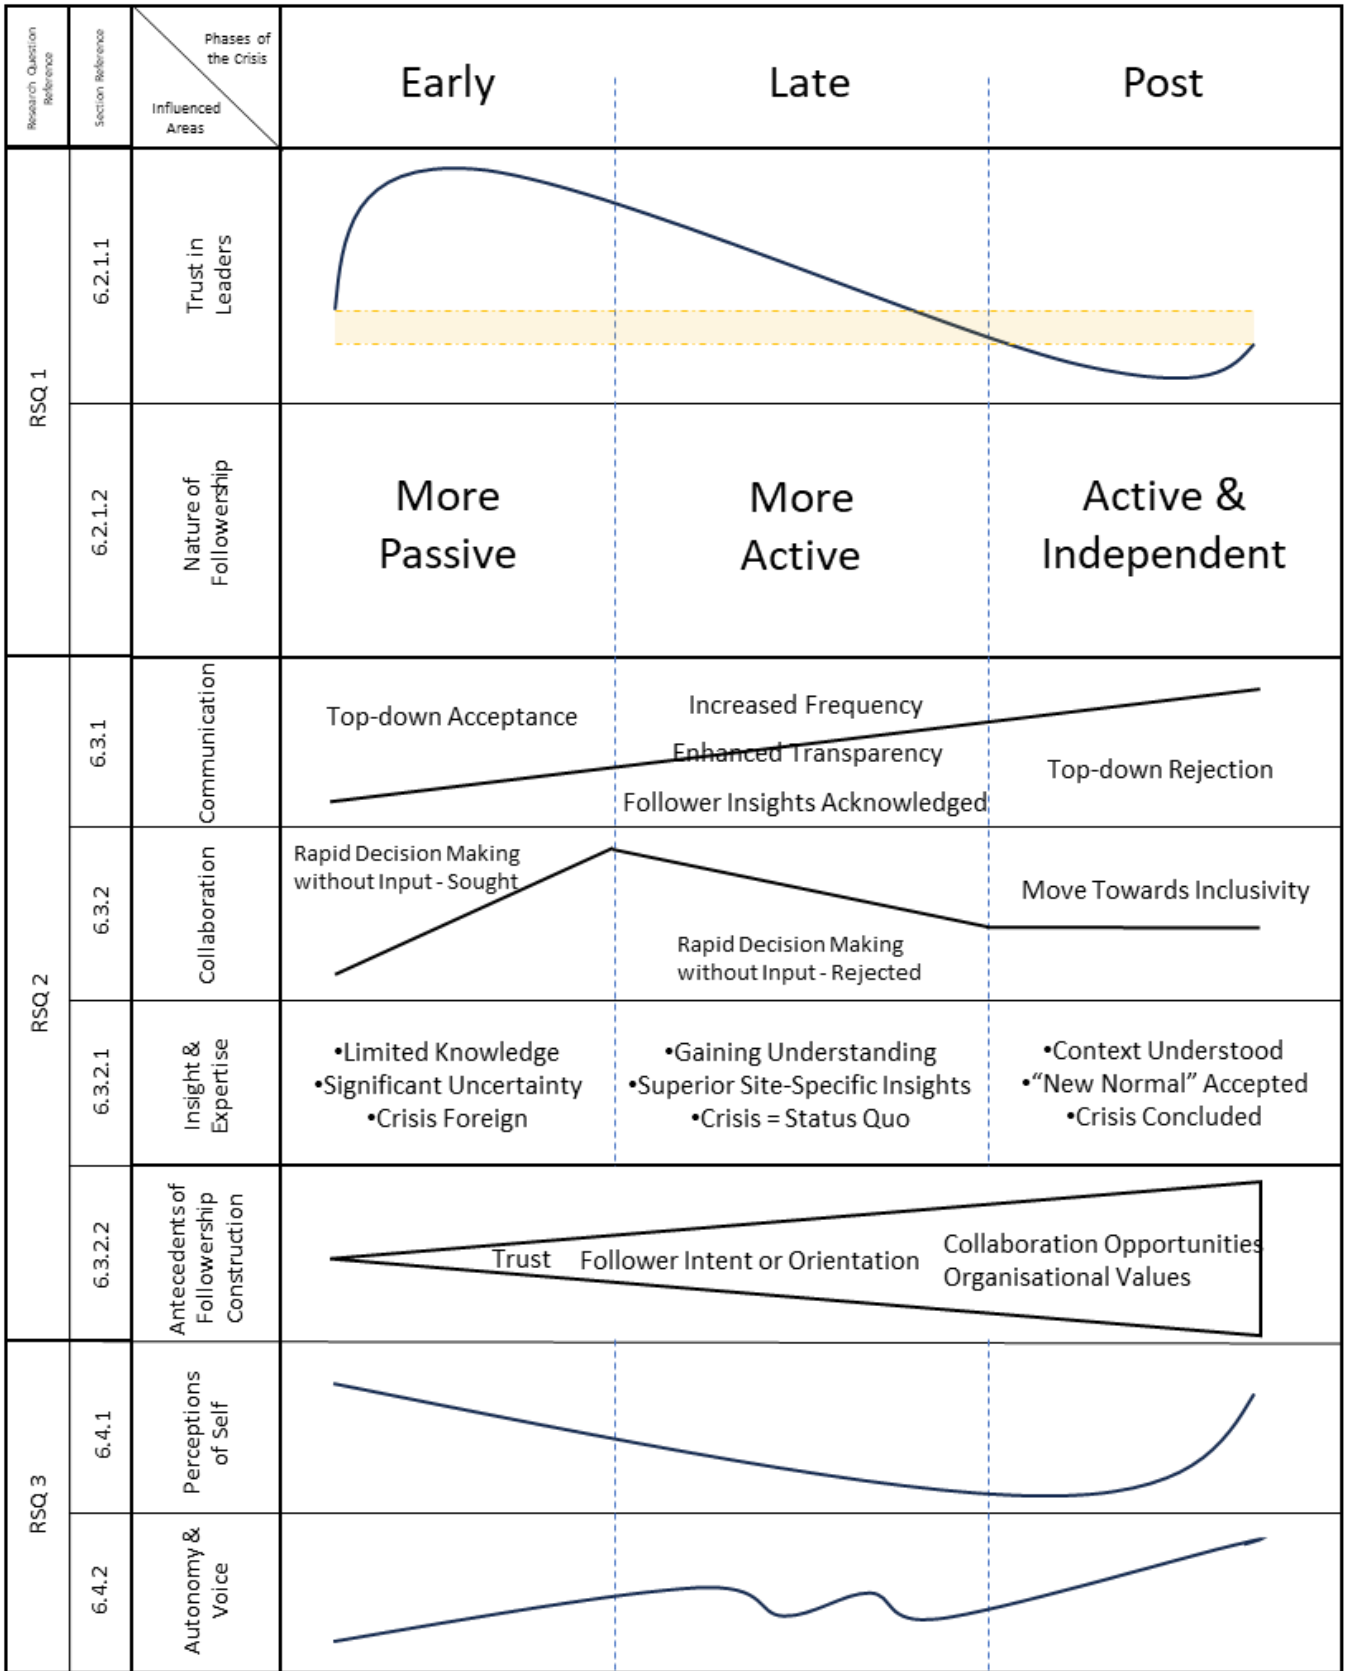 Research Question
Reference
Section Reference
Phases of
the Crisis
Influenced
Areas
Early
Late
Post
RSQ 1
6.2.1.1
Trust in
Leaders
6.2.1.2
Nature of
Followership
More
Passive
More
Active
Active &
Independent
RSQ 2
6.3.1
Communication
Top-down Acceptance
Increased Frequency
Enhanced Transparency
Follower Insights Acknowledged
Top-down Rejection
6.3.2
Collaboration
Rapid Decision Making
without Input - Sought
Rapid Decision Making
without Input - Rejected
Move Towards Inclusivity
6.3.2.1
Insight &
Expertise
•Limited Knowledge
•Significant Uncertainty
•Crisis Foreign
•Gaining Understanding
•Superior Site-Specific Insights
•Crisis = Status Quo
•Context Understood
•“New Normal” Accepted
•Crisis Concluded
6.3.2.2
Antecedents of
Followership
Construction
Trust
Follower Intent or Orientation
Collaboration Opportunities
Organisational Values
RSQ 3
6.4.1
Perceptions
of Self
6.4.2
Autonomy &
Voice